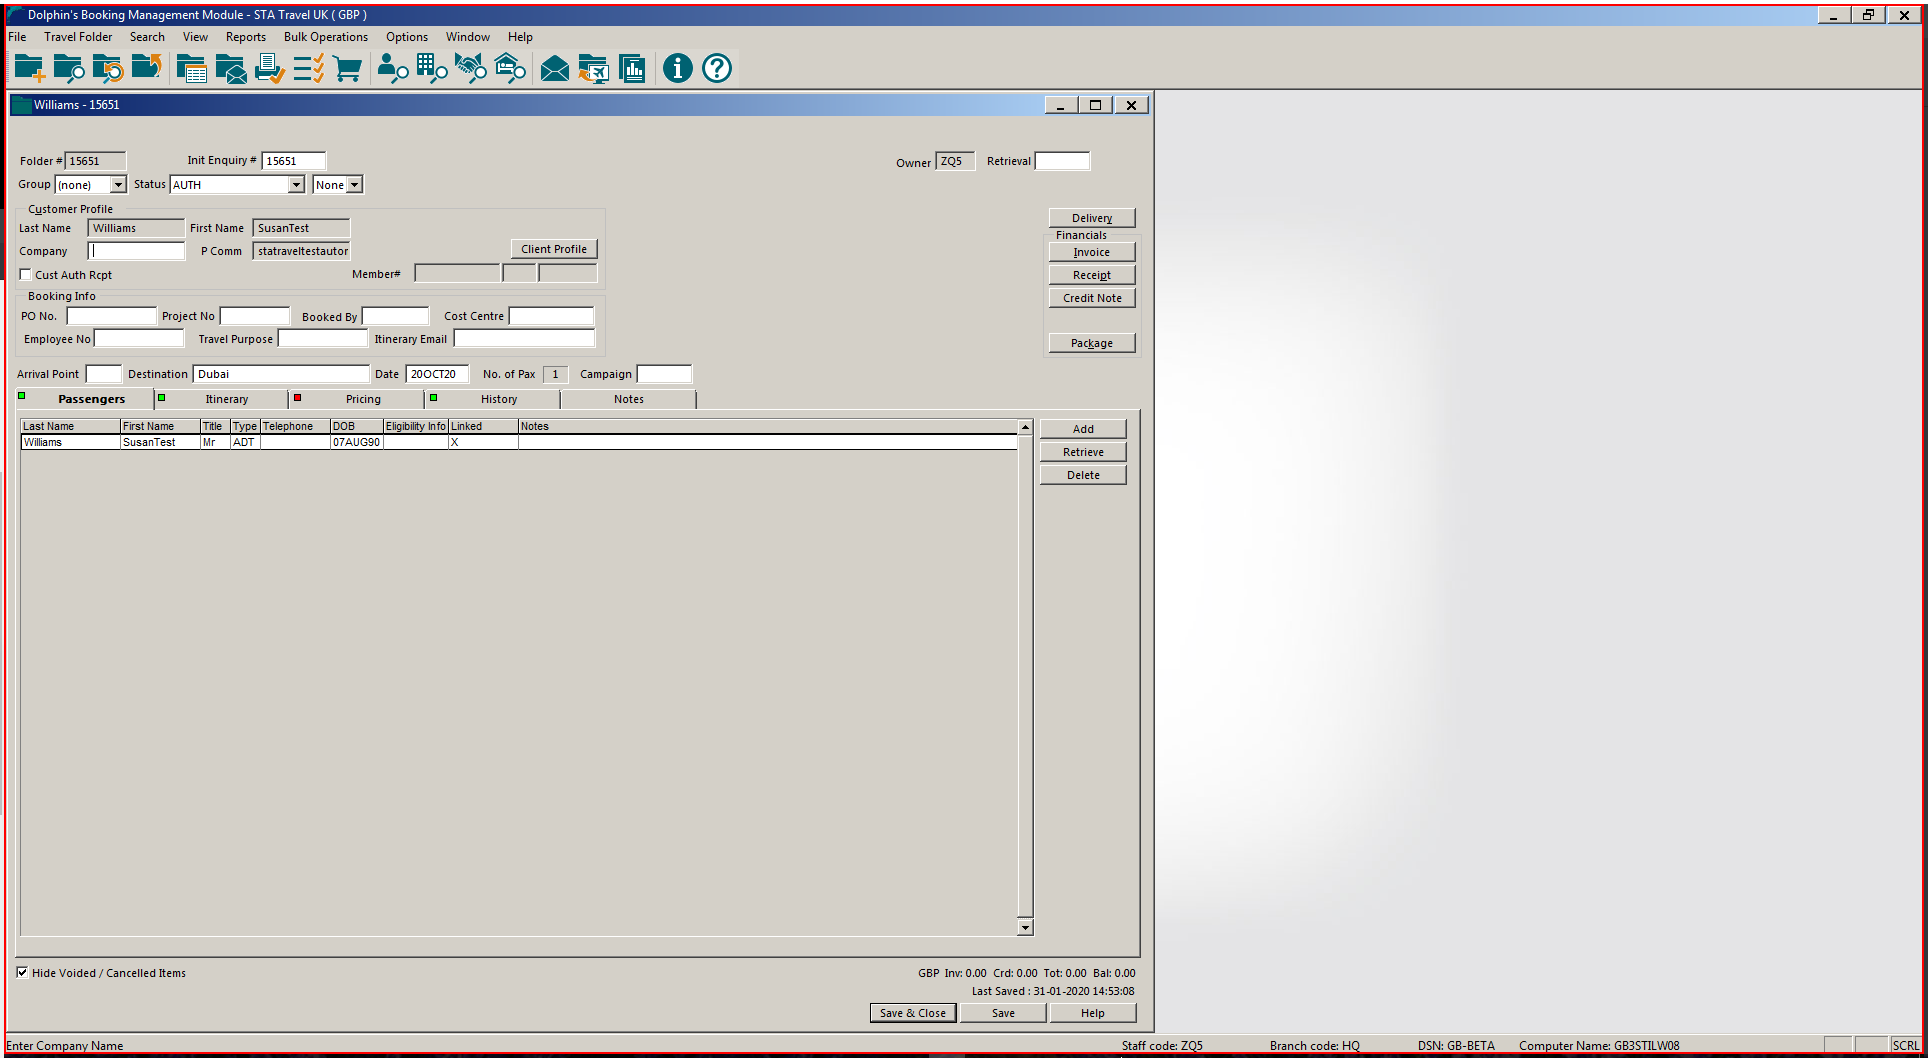 Dolphin's Booking Management Module - STA Travel UK ( GBP )
File Travel Folder Search View Reports Bulk Operations Options Window Help
Williams - 15651
Folder # 15651 Init Enquiry # 15651 Owner ZQ5 Retrieval
Group (none) Status AUTH None
Customer Profile
Delivery
Last Name Williams First Name SusanTest
Financials
Company P Comm statraveltestautor Client Profile
Invoice
Cust Auth Rcpt Member#
Receipt
Booking Info
Credit Note
PO No. Project No Booked By Cost Centre
Employee No Travel Purpose Itinerary Email
Package
Arrival Point Destination Dubai Date 20OCT20 No. of Pax 1 Campaign
Passengers Itinerary Pricing History Notes
Last Name First Name Title Type Telephone DOB Eligibility Info Linked Notes
Add
Williams SusanTest Mr ADT 07AUG90 X
Retrieve
Delete
Hide Voided / Cancelled Items
GBP Inv: 0.00 Crd: 0.00 Tot: 0.00 Bal: 0.00
Last Saved : 31-01-2020 14:53:08
Save & Close Save Help
Enter Company Name Staff code: ZQ5 Branch code: HQ DSN: GB-BETA Computer Name: GB3STILW08 SCRL